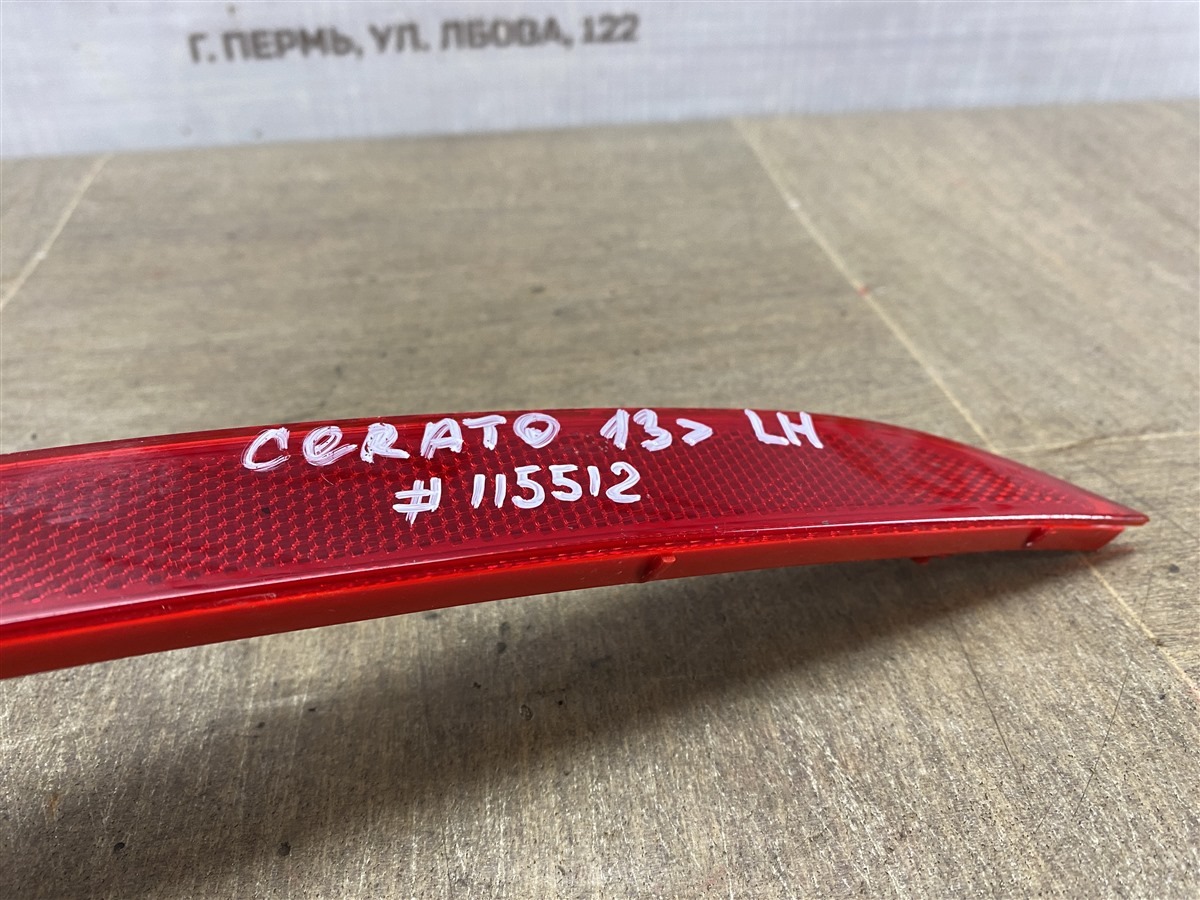 Г. ПЕРМЬ, УЛ. ЛБОВА, 122
CERATO 13> LH
# 115512